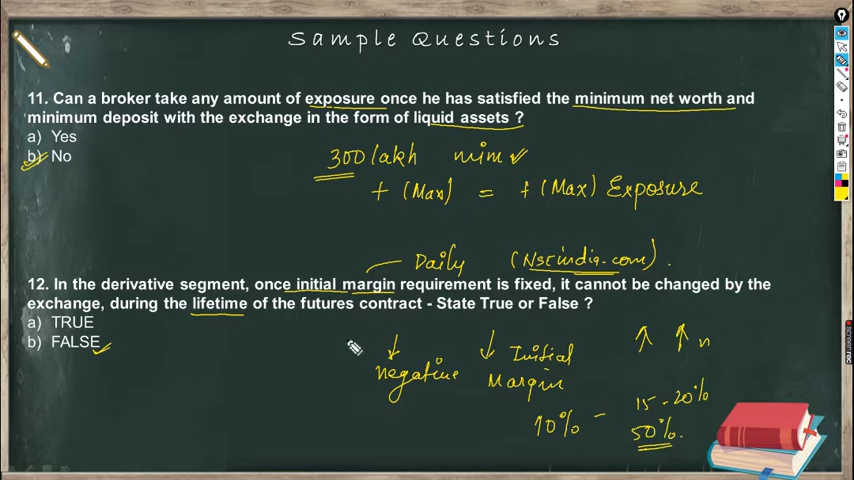 Sample Questions
11. Can a broker take any amount of exposure once he has satisfied the minimum net worth and
minimum deposit with the exchange in the form of liquid assets ?
a) Yes
b) No
300 lakh mim
+ (Max) = + (Max) Exposure
Daily (Nseindia.com).
12. In the derivative segment, once initial margin requirement is fixed, it cannot be changed by the
exchange, during the lifetime of the futures contract - State True or False ?
a) TRUE
b) FALSE
Negative Initial
Margin
10% - 15-20%
50%.
Screenrec